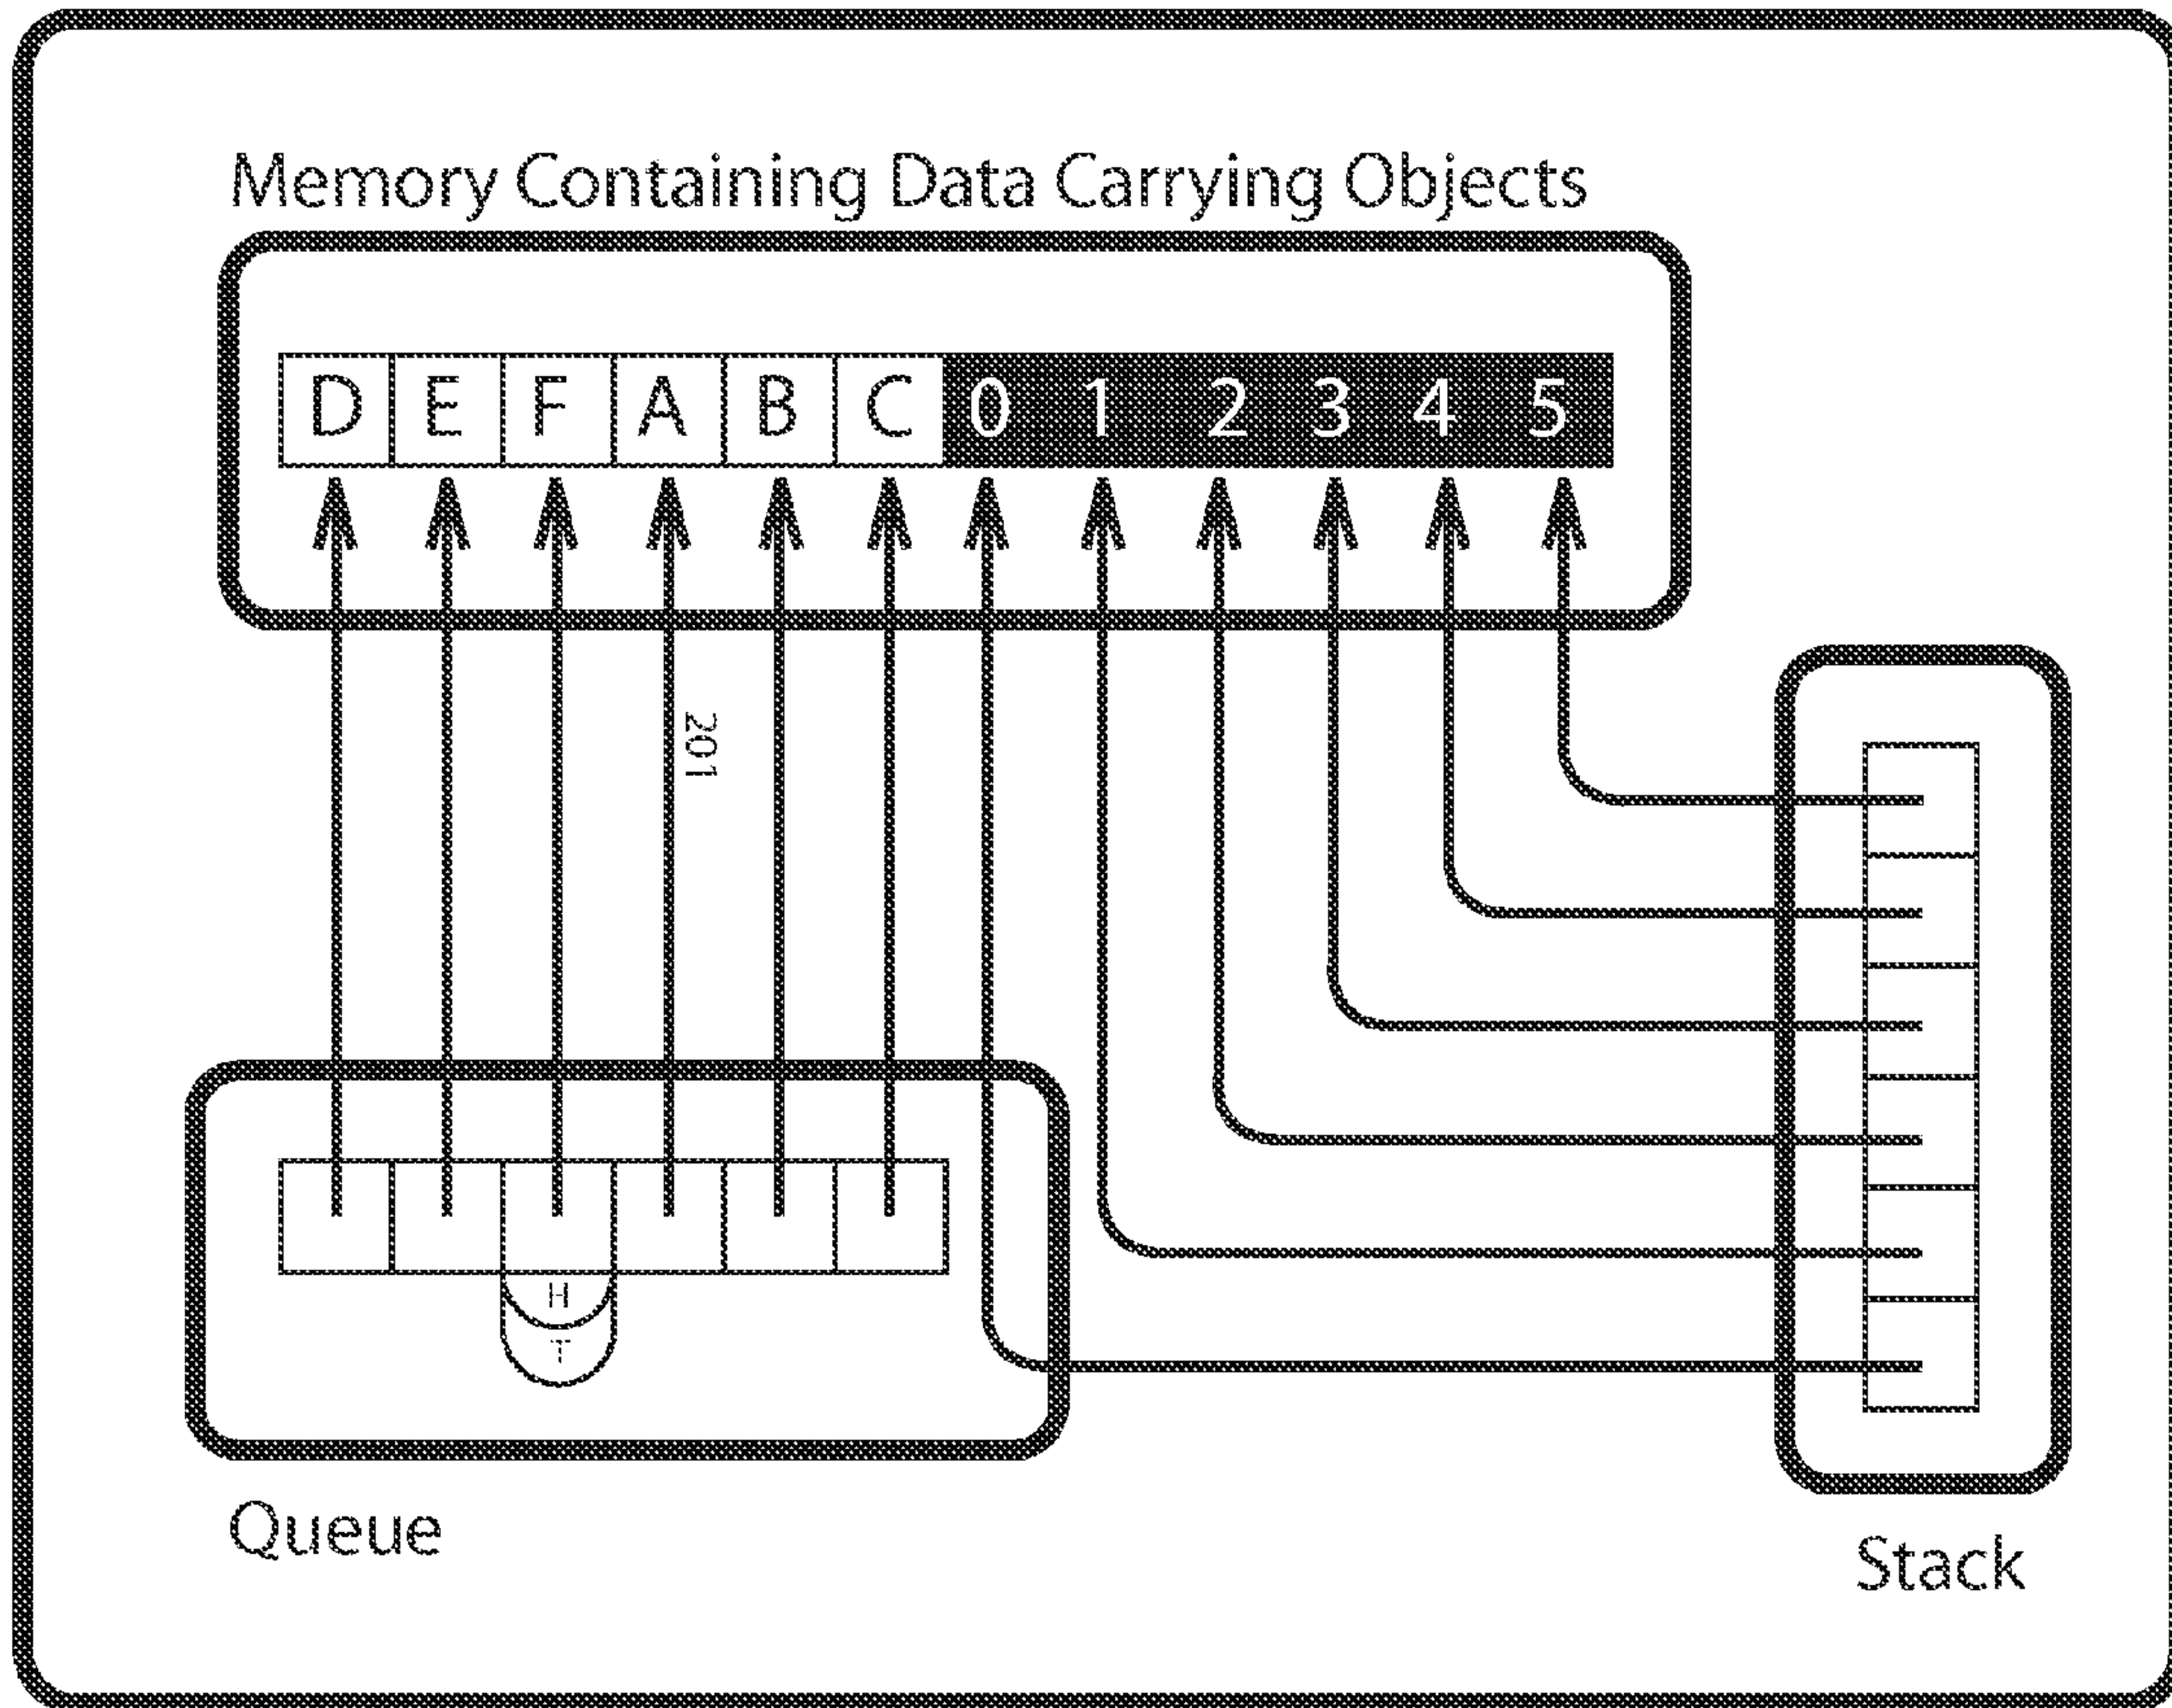 Memory Containing Data Carrying Objects
D E F A B C 0 1 2 3 4 5
201
H
T
Queue
Stack